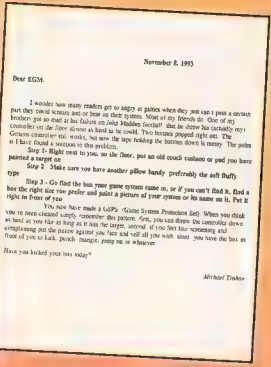 November 8, 1993
Dear EGM:
I wonder how many readers get so angry at games when they just can't pass a certain
part they could scream and/or beat on their system. Most of my friends do. One of my
brothers got so mad at his failure on John Madden football that he threw his (actually my)
controller on the floor almost as hard as he could. Two buttons popped right out. The
Genesis controller still works, but now the tape holding the buttons down is messy. The point
is I have found a solution to this problem.
Step 1- Right next to you, on the floor, put an old couch cushion or pad you have
painted a target on
Step 2 Make sure you have another pillow handy preferably the soft fluffy
type
Step 3 - Go find the box your game system came in, or if you can't find it, find a
box the right size you prefer and paint a picture of your system or its name on it. Put it
right in front of you
You now have made a GSPS (Game System Protection Set). When you think
you've been cheated simply remember this pattern, first, you can throw the controller down
as hard as you like as long as it hits the target, second if you feel like screaming and
complaining put the pillow against your face and yell all you wish, third you have the box in
front of you to kick, punch, mangle, jump on or whatever
Have you kicked your box today?
Michael